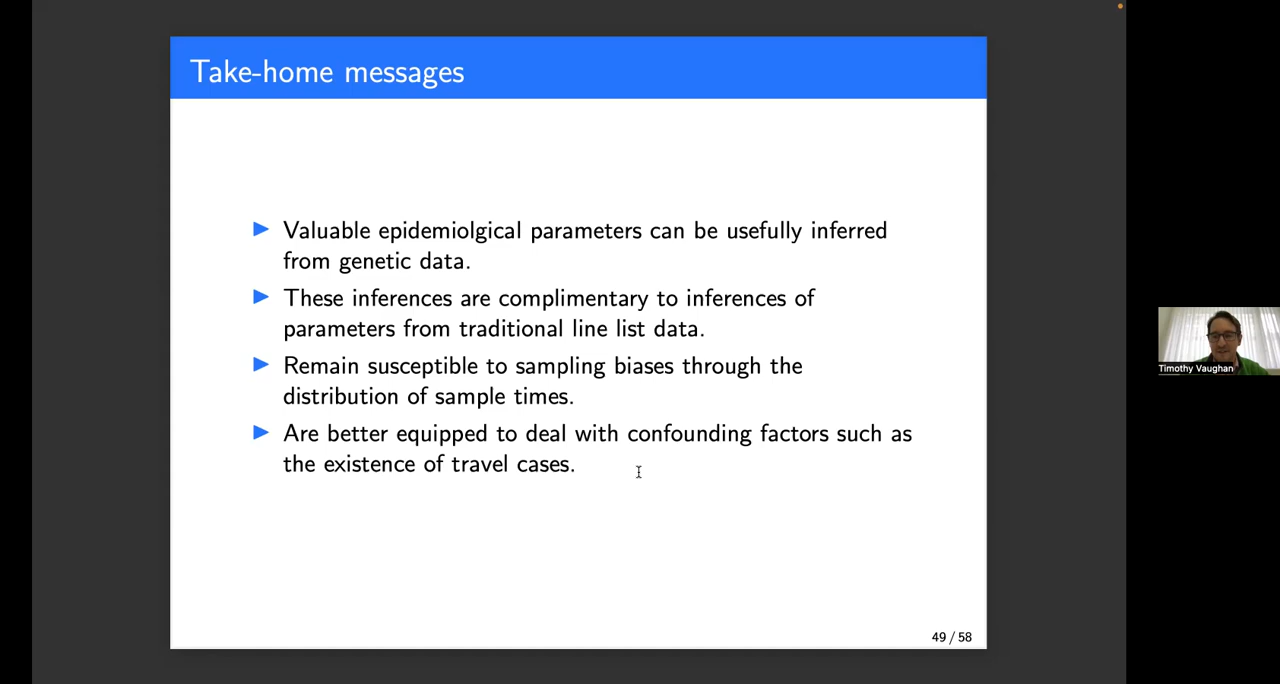 Take-home messages
Valuable epidemiolgical parameters can be usefully inferred
from genetic data.
These inferences are complimentary to inferences of
parameters from traditional line list data.
Remain susceptible to sampling biases through the
distribution of sample times.
Are better equipped to deal with confounding factors such as
the existence of travel cases.
49 / 58
Timothy Vaughan